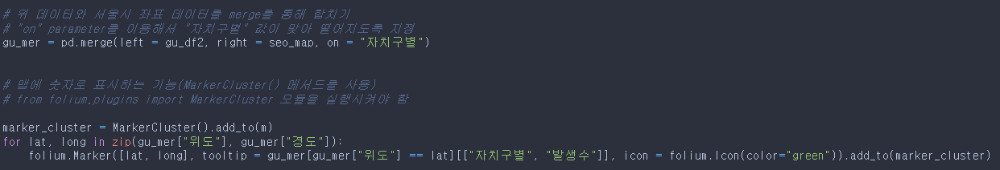 # 위 데이터와 서울시 좌표 데이터를 merge를 통해 합치기
# "on" parameter를 이용해서 "자치구별" 값이 맞아 떨어지도록 지정
gu_mer = pd.merge(left = gu_df2, right = seo_map, on = "자치구별")
# 맵에 숫자로 표시하는 기능(MarkerCluster() 메서드를 사용)
# from folium.plugins import MarkerCluster 모듈을 실행시켜야 함
marker_cluster = MarkerCluster().add_to(m)
for lat, long in zip(gu_mer["위도"], gu_mer["경도"]):
    folium.Marker([lat, long], tooltip = gu_mer[gu_mer["위도"] == lat][["자치구별", "발생수"]], icon = folium.Icon(color="green")).add_to(marker_cluster)